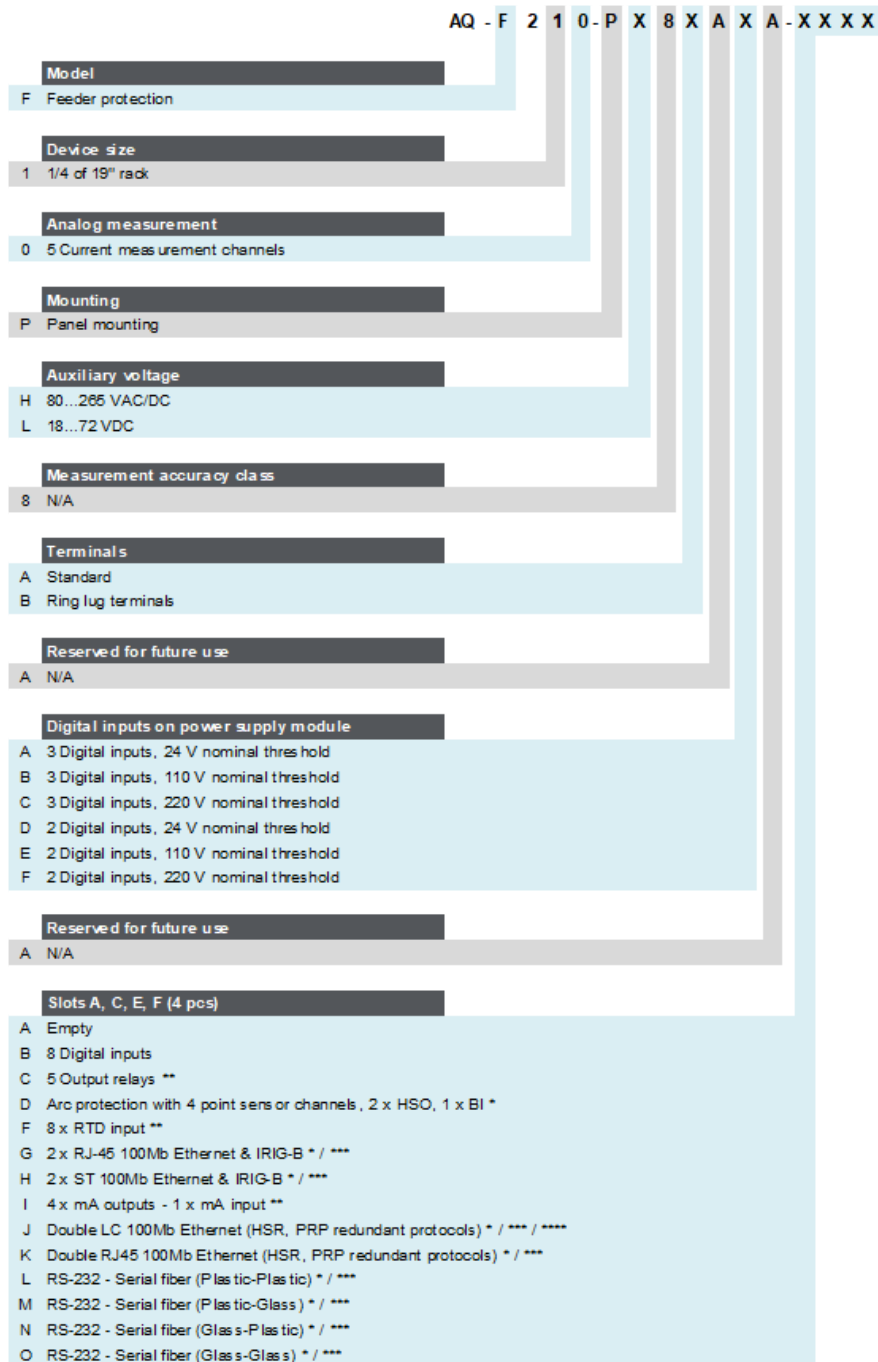 AQ - F 2 1 0 - P X 8 X A X A - X X X X
Model
F Feeder protection
Device size
1 1/4 of 19" rack
Analog measurement
0 5 Current measurement channels
Mounting
P Panel mounting
Auxiliary voltage
H 80...265 VAC/DC
L 18...72 VDC
Measurement accuracy class
8 N/A
Terminals
A Standard
B Ring lug terminals
Reserved for future use
A N/A
Digital inputs on power supply module
A 3 Digital inputs, 24 V nominal threshold
B 3 Digital inputs, 110 V nominal threshold
C 3 Digital inputs, 220 V nominal threshold
D 2 Digital inputs, 24 V nominal threshold
E 2 Digital inputs, 110 V nominal threshold
F 2 Digital inputs, 220 V nominal threshold
Reserved for future use
A N/A
Slots A, C, E, F (4 pcs)
A Empty
B 8 Digital inputs
C 5 Output relays **
D Arc protection with 4 point sensor channels, 2 x HSO, 1 x BI *
F 8 x RTD input **
G 2 x RJ-45 100Mb Ethernet & IRIG-B * / ***
H 2 x ST 100Mb Ethernet & IRIG-B * / ***
I 4 x mA outputs - 1 x mA input **
J Double LC 100Mb Ethernet (HSR, PRP redundant protocols) * / *** / ****
K Double RJ45 100Mb Ethernet (HSR, PRP redundant protocols) * / ***
L RS-232 - Serial fiber (Plastic-Plastic) * / ***
M RS-232 - Serial fiber (Plastic-Glass) * / ***
N RS-232 - Serial fiber (Glass-Plastic) * / ***
O RS-232 - Serial fiber (Glass-Glass) * / ***